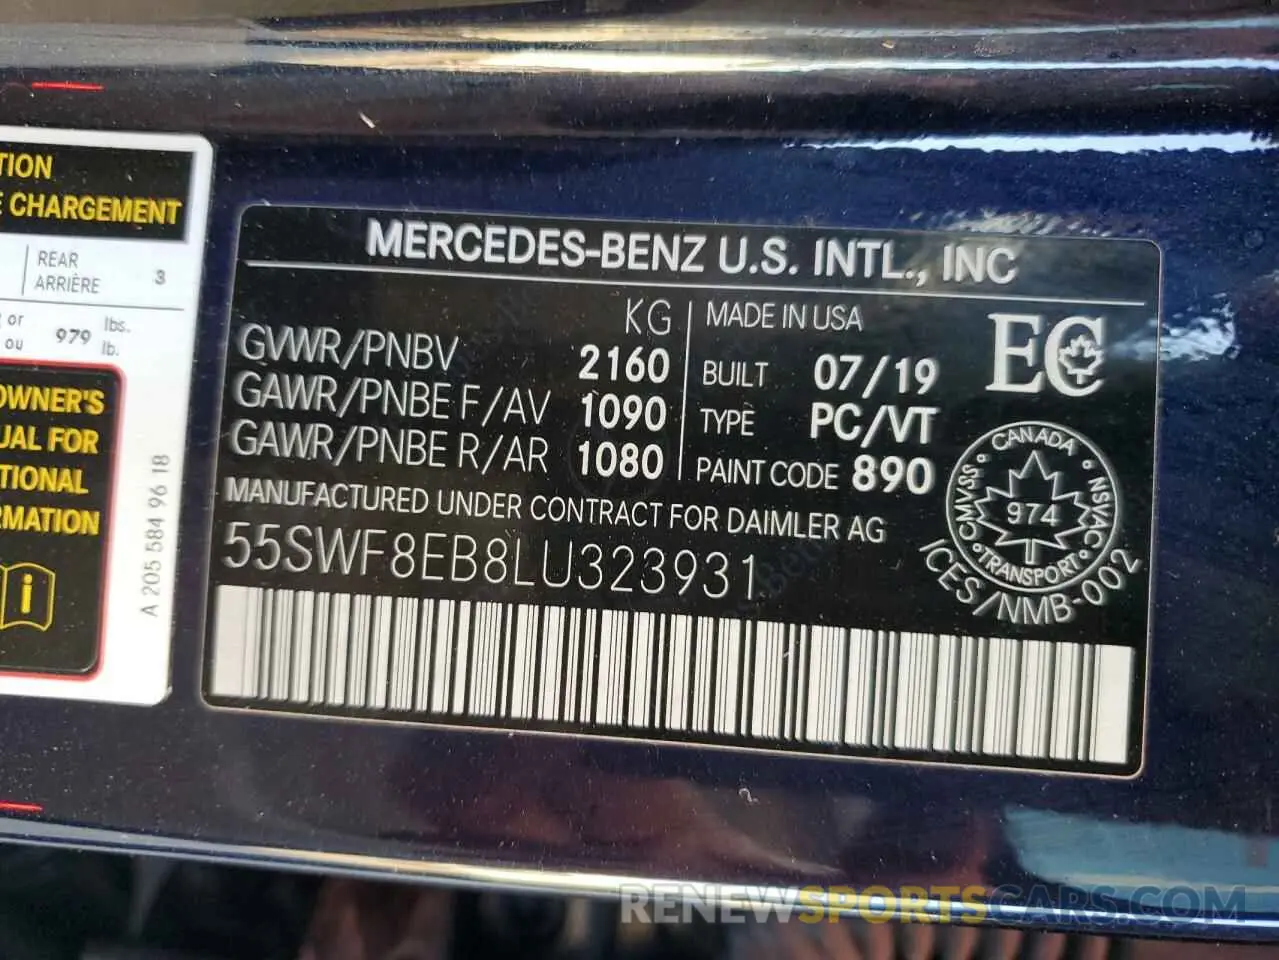 TION
E CHARGEMENT
REAR
ARRIÈRE 3
or
ou 979 lbs.
lb.
OWNER'S
UAL FOR
TIONAL
RMATION
A 205 584 96 18
MERCEDES-BENZ U.S. INTL., INC
KG
GVWR/PNBV 2160
GAWR/PNBE F/AV 1090
GAWR/PNBE R/AR 1080
MADE IN USA
BUILT 07/19
TYPE PC/VT
PAINT CODE 890
EC
MANUFACTURED UNDER CONTRACT FOR DAIMLER AG
55SWF8EB8LU323931
CANADA
CMVSS NSVAC
974
TRANSPORT
ICES/NMB-002
RENEWSPORTSCARS.COM